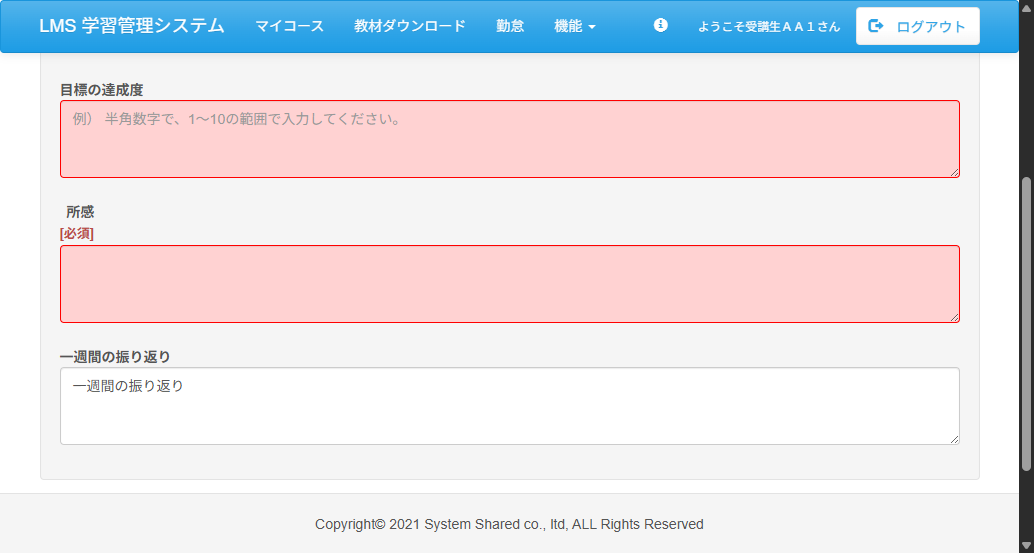 LMS 学習管理システム マイコース 教材ダウンロード 勤怠 機能 ようこそ受講生ＡＡ１さん ログアウト
目標の達成度
例） 半角数字で、1～10の範囲で入力してください。
所感
[必須]
一週間の振り返り
一週間の振り返り
Copyright© 2021 System Shared co., ltd, ALL Rights Reserved